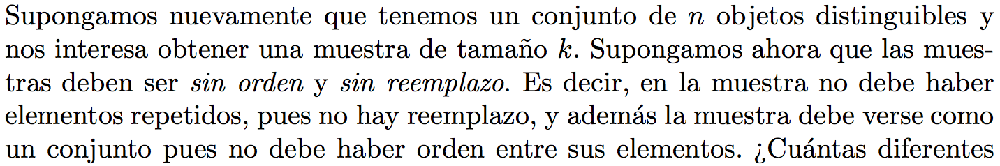 Supongamos nuevamente que tenemos un conjunto de n objetos distinguibles y
nos interesa obtener una muestra de tamaño k. Supongamos ahora que las mues-
tras deben ser sin orden y sin reemplazo. Es decir, en la muestra no debe haber
elementos repetidos, pues no hay reemplazo, y además la muestra debe verse como
un conjunto pues no debe haber orden entre sus elementos. ¿Cuántas diferentes